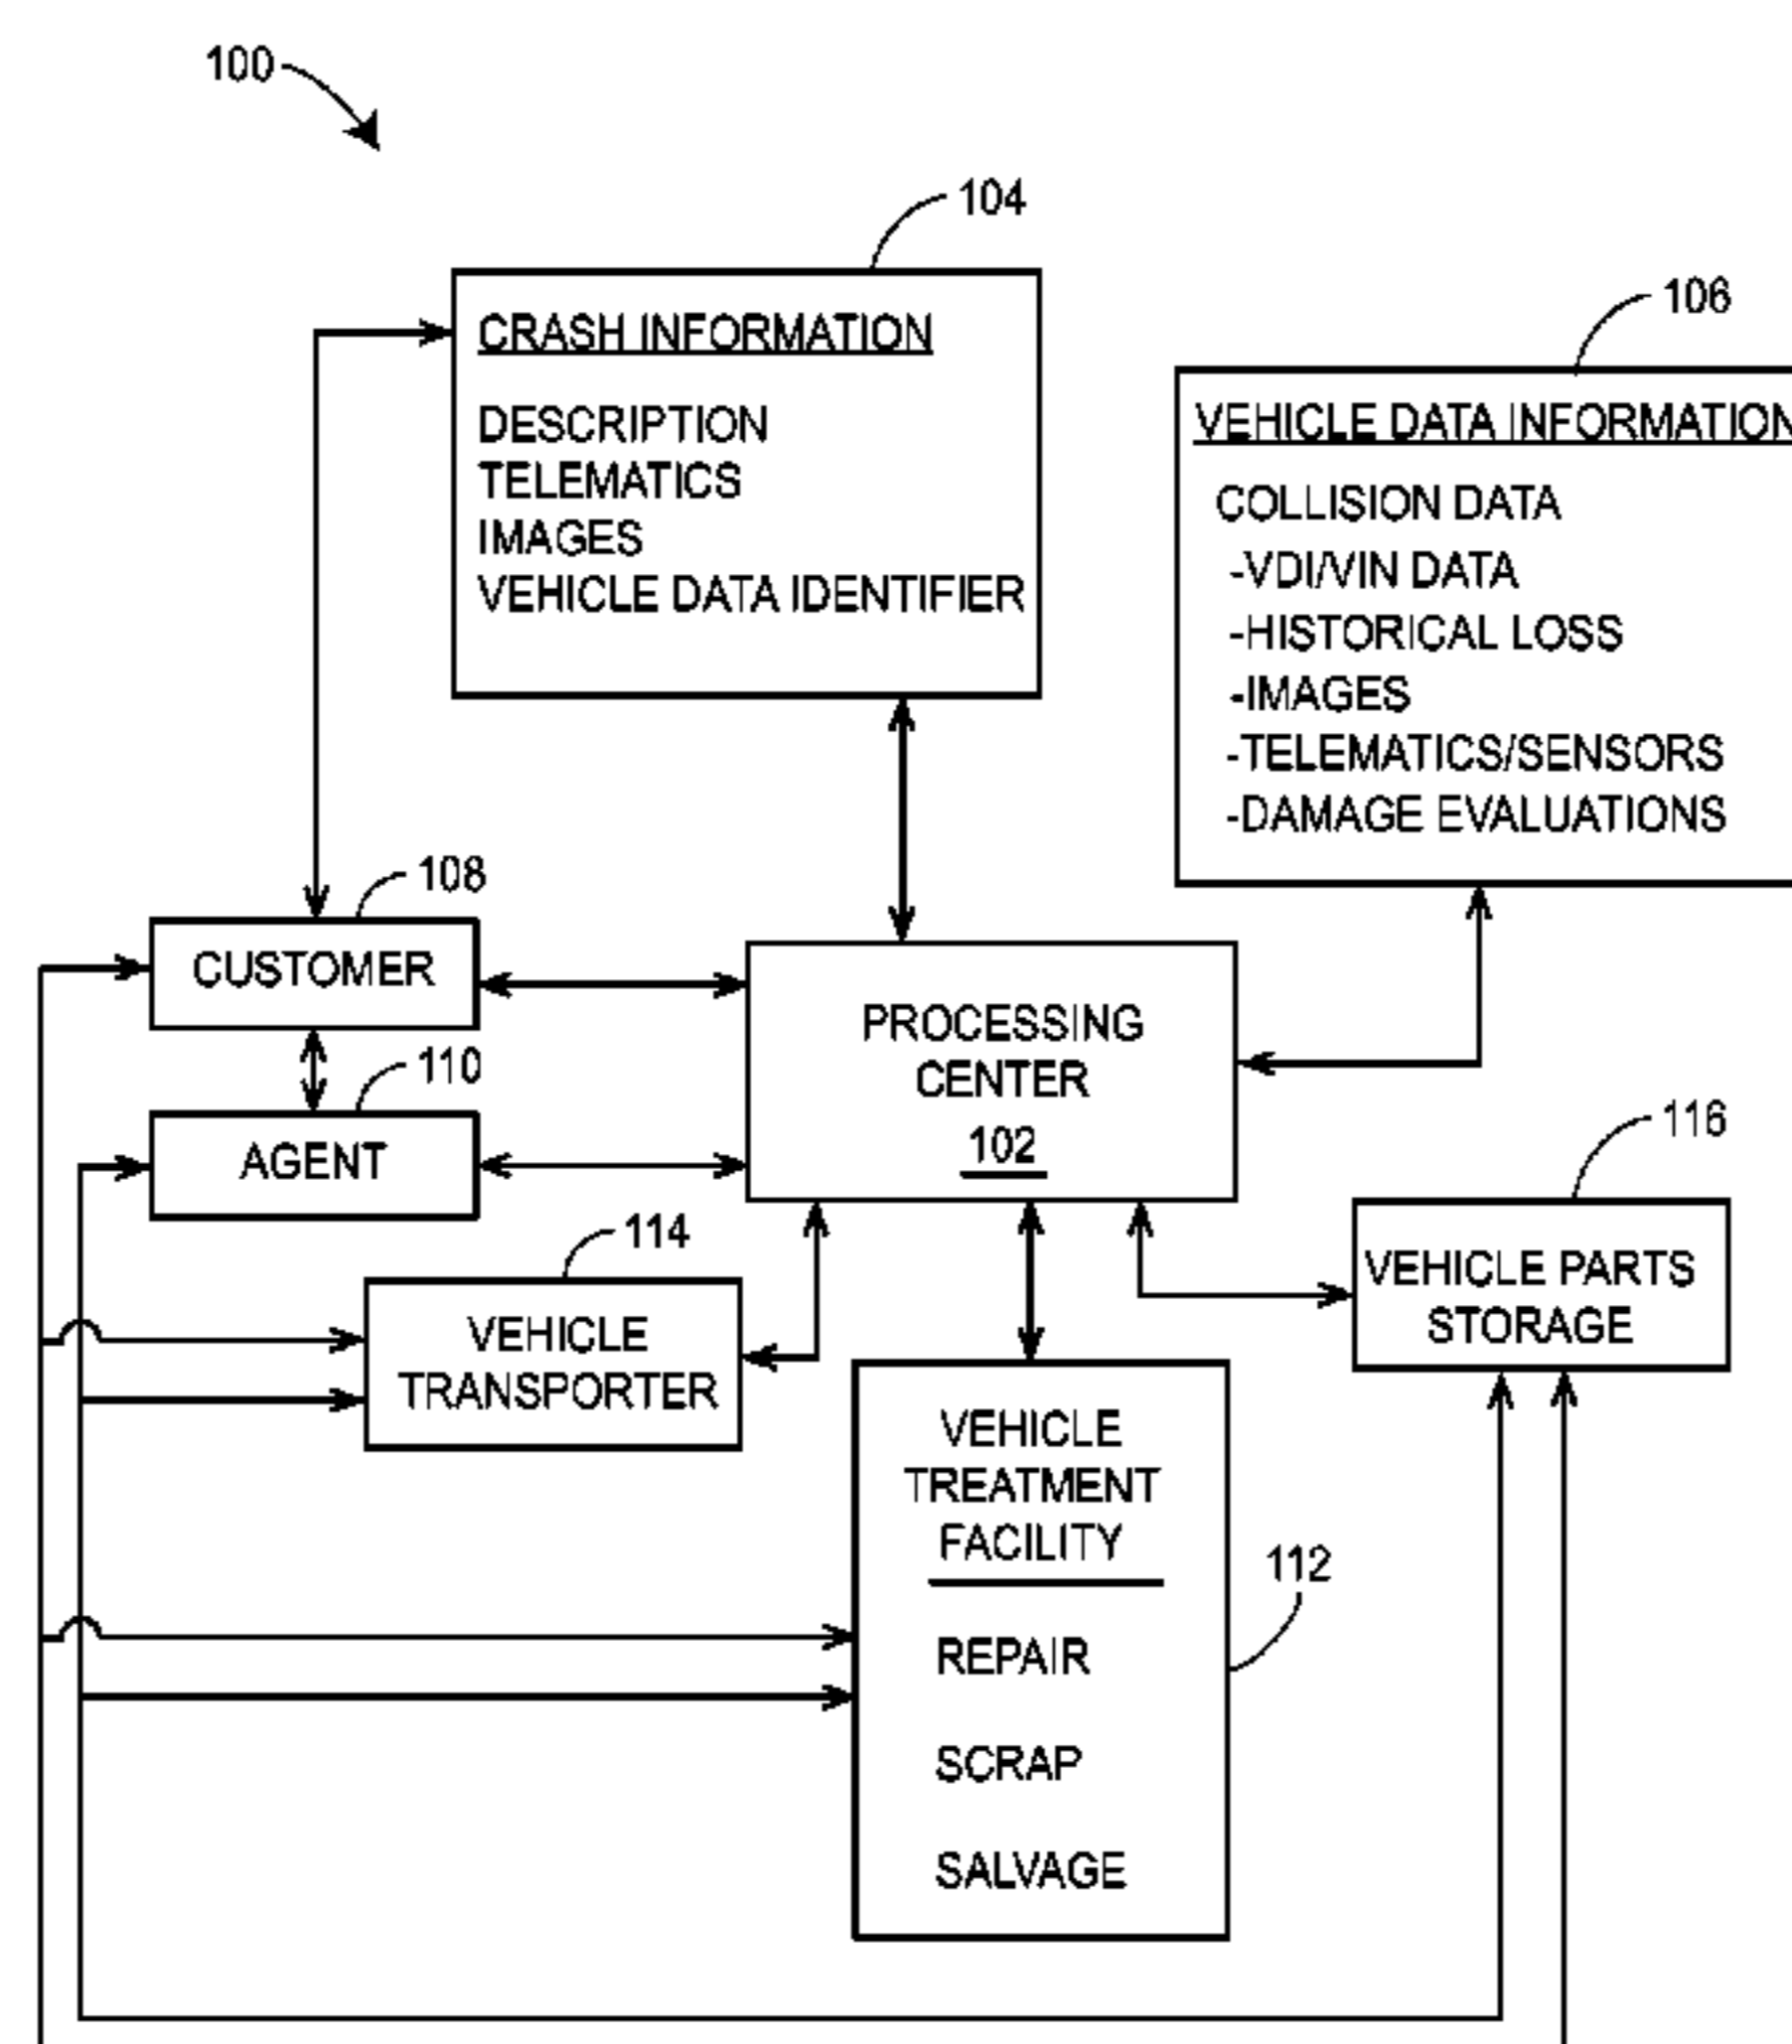 100
104
CRASH INFORMATION
DESCRIPTION
TELEMATICS
IMAGES
VEHICLE DATA IDENTIFIER
106
VEHICLE DATA INFORMATION
COLLISION DATA
-VDI/VIN DATA
-HISTORICAL LOSS
-IMAGES
-TELEMATICS/SENSORS
-DAMAGE EVALUATIONS
108
CUSTOMER
110
AGENT
PROCESSING
CENTER
102
114
VEHICLE
TRANSPORTER
116
VEHICLE PARTS
STORAGE
VEHICLE
TREATMENT
FACILITY
REPAIR
SCRAP
SALVAGE
112